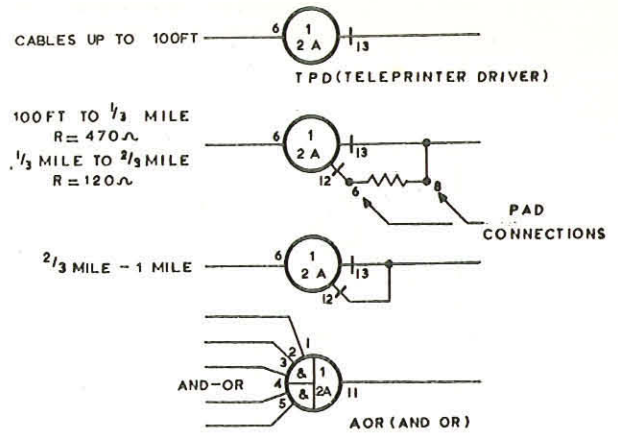 CABLES UP TO 100FT
6
1
2 A
13
TPD (TELEPRINTER DRIVER)
100 FT TO 1/3 MILE
R = 470Ω
1/3 MILE TO 2/3 MILE
R = 120Ω
6
1
2 A
13
12
6
8
PAD
CONNECTIONS
2/3 MILE - 1 MILE
6
1
2 A
13
12
AND-OR
1
2
3
4
5
&
&
1
2A
11
AOR (AND OR)